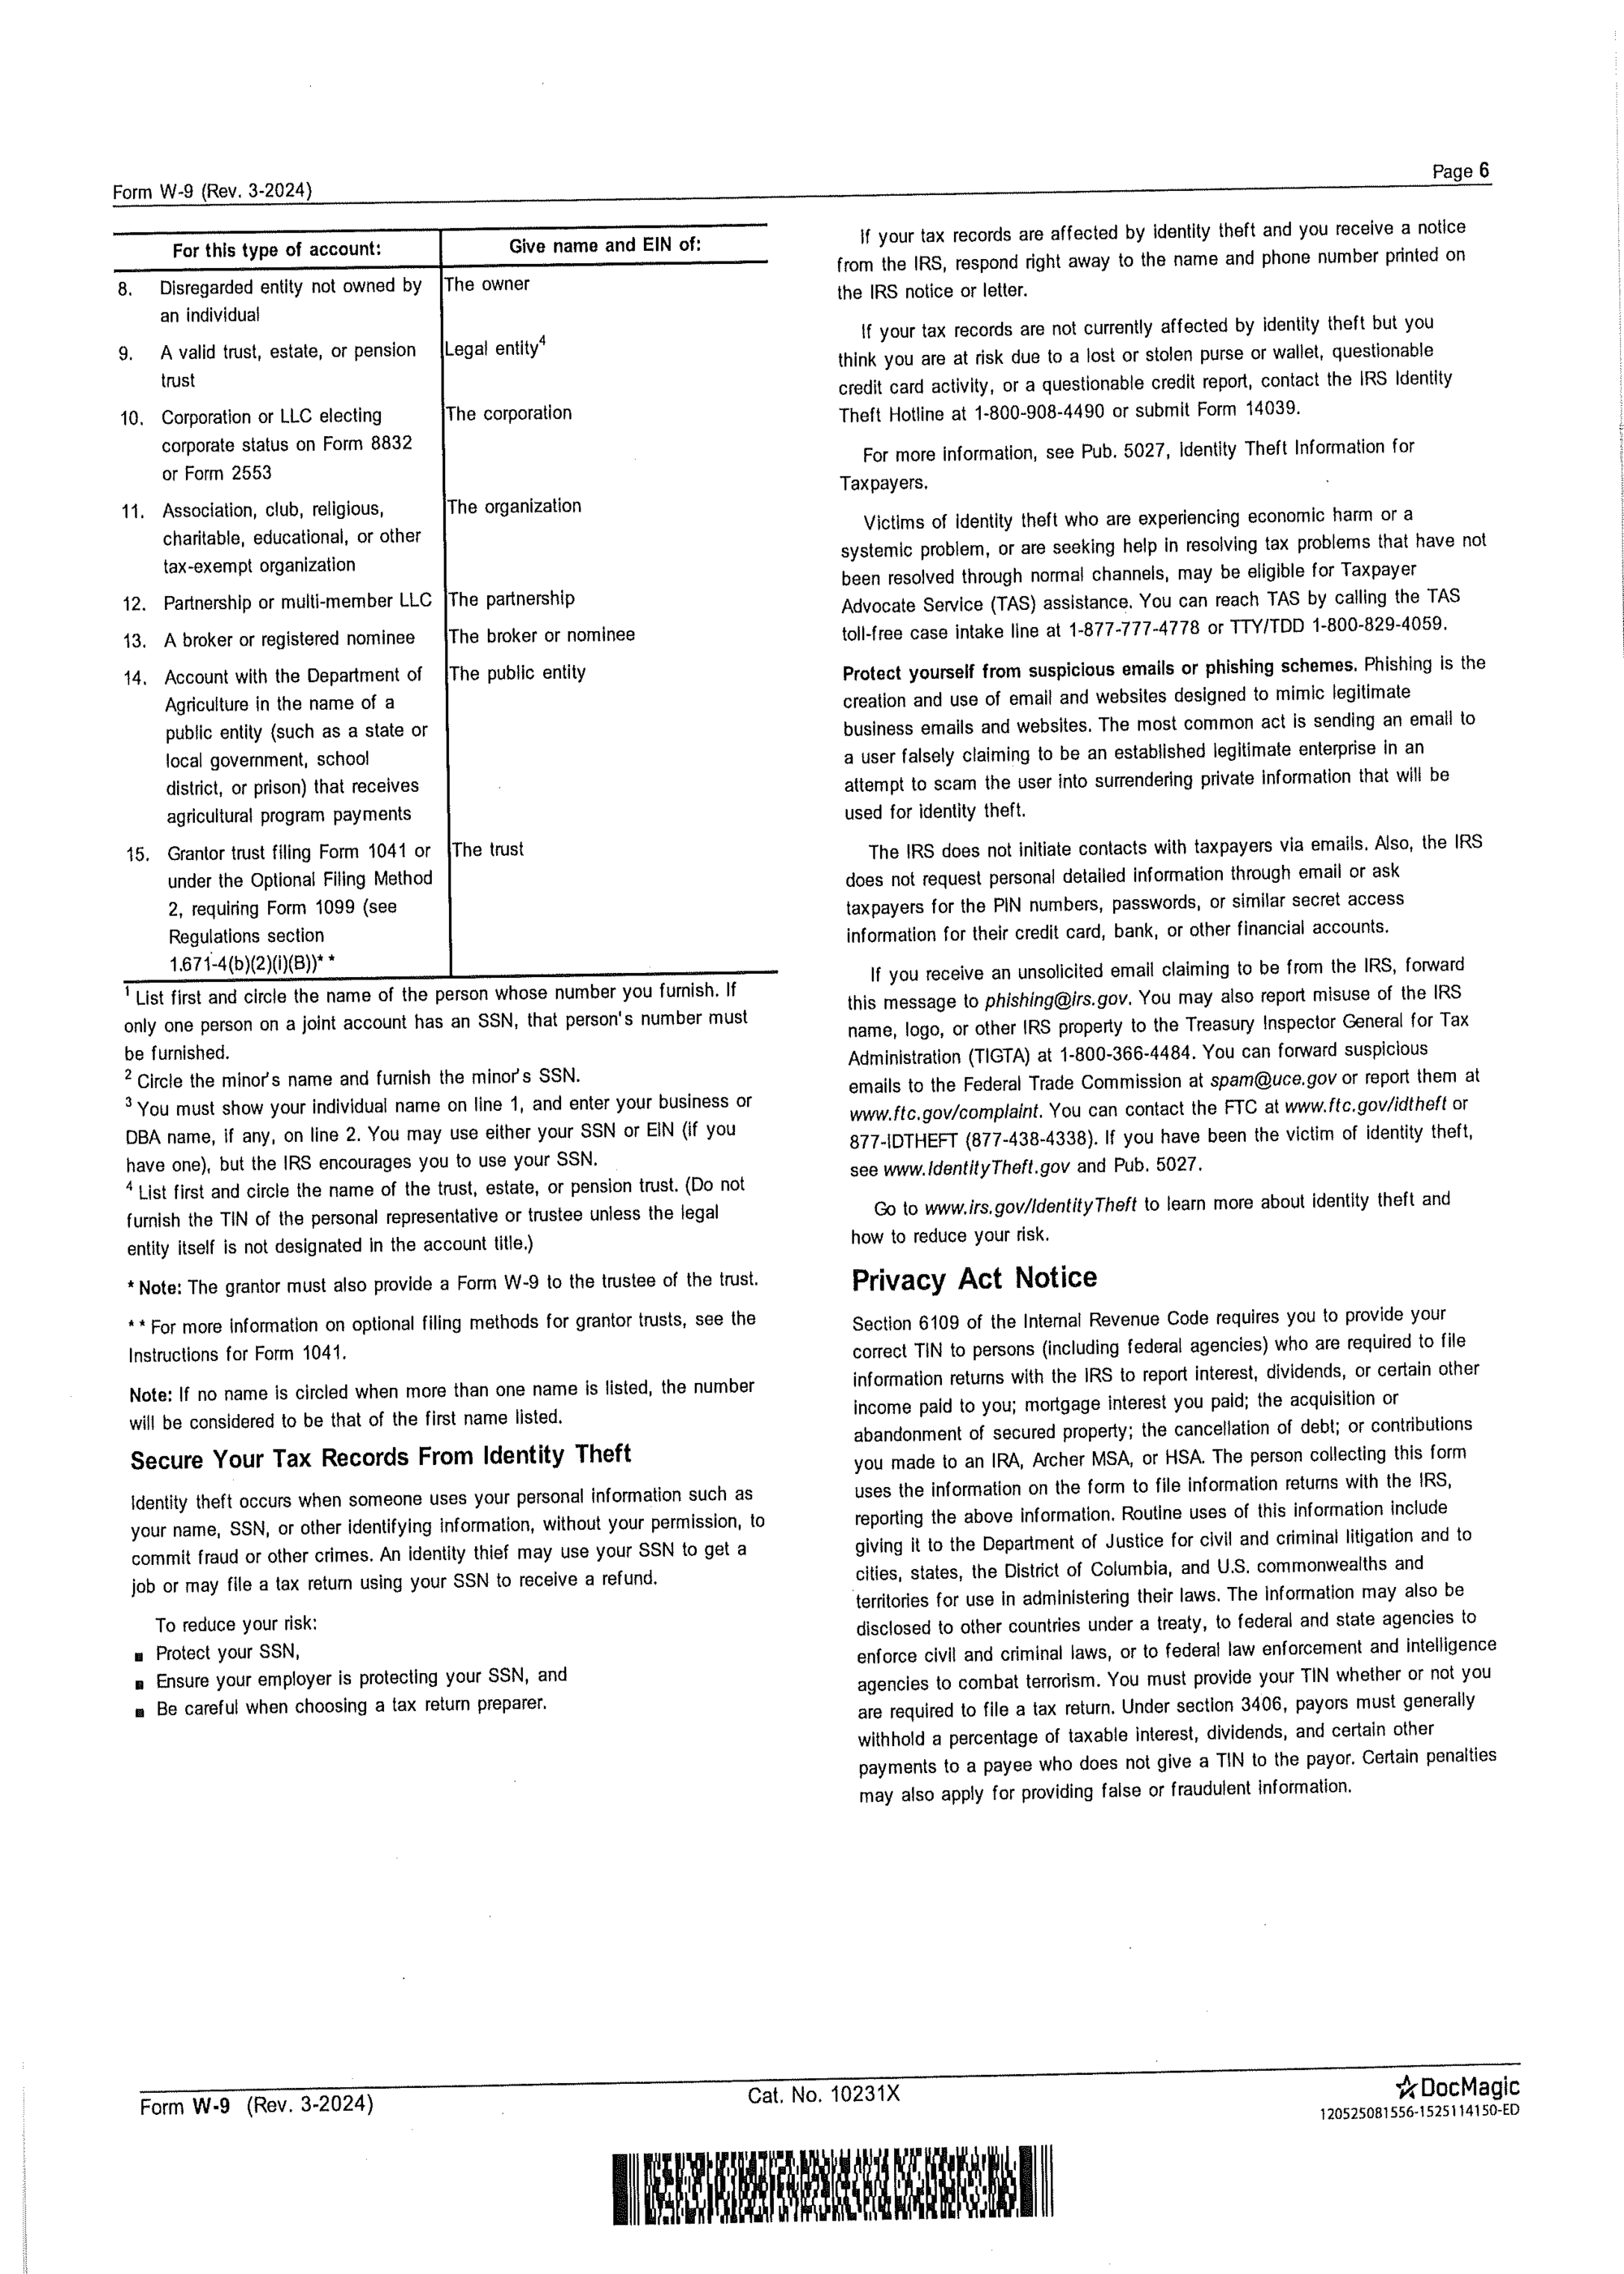 Form W-9 (Rev. 3-2024)
Page 6
For this type of account: Give name and EIN of:
8. Disregarded entity not owned by The owner
an individual
9. A valid trust, estate, or pension Legal entity4
trust
10. Corporation or LLC electing The corporation
corporate status on Form 8832
or Form 2553
11. Association, club, religious, The organization
charitable, educational, or other
tax-exempt organization
12. Partnership or multi-member LLC The partnership
13. A broker or registered nominee The broker or nominee
14. Account with the Department of The public entity
Agriculture in the name of a
public entity (such as a state or
local government, school
district, or prison) that receives
agricultural program payments
15. Grantor trust filing Form 1041 or The trust
under the Optional Filing Method
2, requiring Form 1099 (see
Regulations section
1.671-4(b)(2)(i)(B))**
1 List first and circle the name of the person whose number you furnish. If
only one person on a joint account has an SSN, that person's number must
be furnished.
2 Circle the minor's name and furnish the minor's SSN.
3 You must show your individual name on line 1, and enter your business or
DBA name, if any, on line 2. You may use either your SSN or EIN (if you
have one), but the IRS encourages you to use your SSN.
4 List first and circle the name of the trust, estate, or pension trust. (Do not
furnish the TIN of the personal representative or trustee unless the legal
entity itself is not designated in the account title.)
* Note: The grantor must also provide a Form W-9 to the trustee of the trust.
** For more information on optional filing methods for grantor trusts, see the
Instructions for Form 1041.
Note: If no name is circled when more than one name is listed, the number
will be considered to be that of the first name listed.
Secure Your Tax Records From Identity Theft
Identity theft occurs when someone uses your personal information such as
your name, SSN, or other identifying information, without your permission, to
commit fraud or other crimes. An identity thief may use your SSN to get a
job or may file a tax return using your SSN to receive a refund.
To reduce your risk:
■ Protect your SSN,
■ Ensure your employer is protecting your SSN, and
■ Be careful when choosing a tax return preparer.
If your tax records are affected by identity theft and you receive a notice
from the IRS, respond right away to the name and phone number printed on
the IRS notice or letter.
If your tax records are not currently affected by identity theft but you
think you are at risk due to a lost or stolen purse or wallet, questionable
credit card activity, or a questionable credit report, contact the IRS Identity
Theft Hotline at 1-800-908-4490 or submit Form 14039.
For more information, see Pub. 5027, Identity Theft Information for
Taxpayers.
Victims of identity theft who are experiencing economic harm or a
systemic problem, or are seeking help in resolving tax problems that have not
been resolved through normal channels, may be eligible for Taxpayer
Advocate Service (TAS) assistance. You can reach TAS by calling the TAS
toll-free case intake line at 1-877-777-4778 or TTY/TDD 1-800-829-4059.
Protect yourself from suspicious emails or phishing schemes. Phishing is the
creation and use of email and websites designed to mimic legitimate
business emails and websites. The most common act is sending an email to
a user falsely claiming to be an established legitimate enterprise in an
attempt to scam the user into surrendering private information that will be
used for identity theft.
The IRS does not initiate contacts with taxpayers via emails. Also, the IRS
does not request personal detailed information through email or ask
taxpayers for the PIN numbers, passwords, or similar secret access
information for their credit card, bank, or other financial accounts.
If you receive an unsolicited email claiming to be from the IRS, forward
this message to phishing@irs.gov. You may also report misuse of the IRS
name, logo, or other IRS property to the Treasury Inspector General for Tax
Administration (TIGTA) at 1-800-366-4484. You can forward suspicious
emails to the Federal Trade Commission at spam@uce.gov or report them at
www.ftc.gov/complaint. You can contact the FTC at www.ftc.gov/idtheft or
877-IDTHEFT (877-438-4338). If you have been the victim of identity theft,
see www.IdentityTheft.gov and Pub. 5027.
Go to www.irs.gov/IdentityTheft to learn more about identity theft and
how to reduce your risk.
Privacy Act Notice
Section 6109 of the Internal Revenue Code requires you to provide your
correct TIN to persons (including federal agencies) who are required to file
information returns with the IRS to report interest, dividends, or certain other
income paid to you; mortgage interest you paid; the acquisition or
abandonment of secured property; the cancellation of debt; or contributions
you made to an IRA, Archer MSA, or HSA. The person collecting this form
uses the information on the form to file information returns with the IRS,
reporting the above information. Routine uses of this information include
giving it to the Department of Justice for civil and criminal litigation and to
cities, states, the District of Columbia, and U.S. commonwealths and
territories for use in administering their laws. The information may also be
disclosed to other countries under a treaty, to federal and state agencies to
enforce civil and criminal laws, or to federal law enforcement and intelligence
agencies to combat terrorism. You must provide your TIN whether or not you
are required to file a tax return. Under section 3406, payors must generally
withhold a percentage of taxable interest, dividends, and certain other
payments to a payee who does not give a TIN to the payor. Certain penalties
may also apply for providing false or fraudulent information.
Form W-9 (Rev. 3-2024)
Cat. No. 10231X
DocMagic
120525081556-1525114150-ED